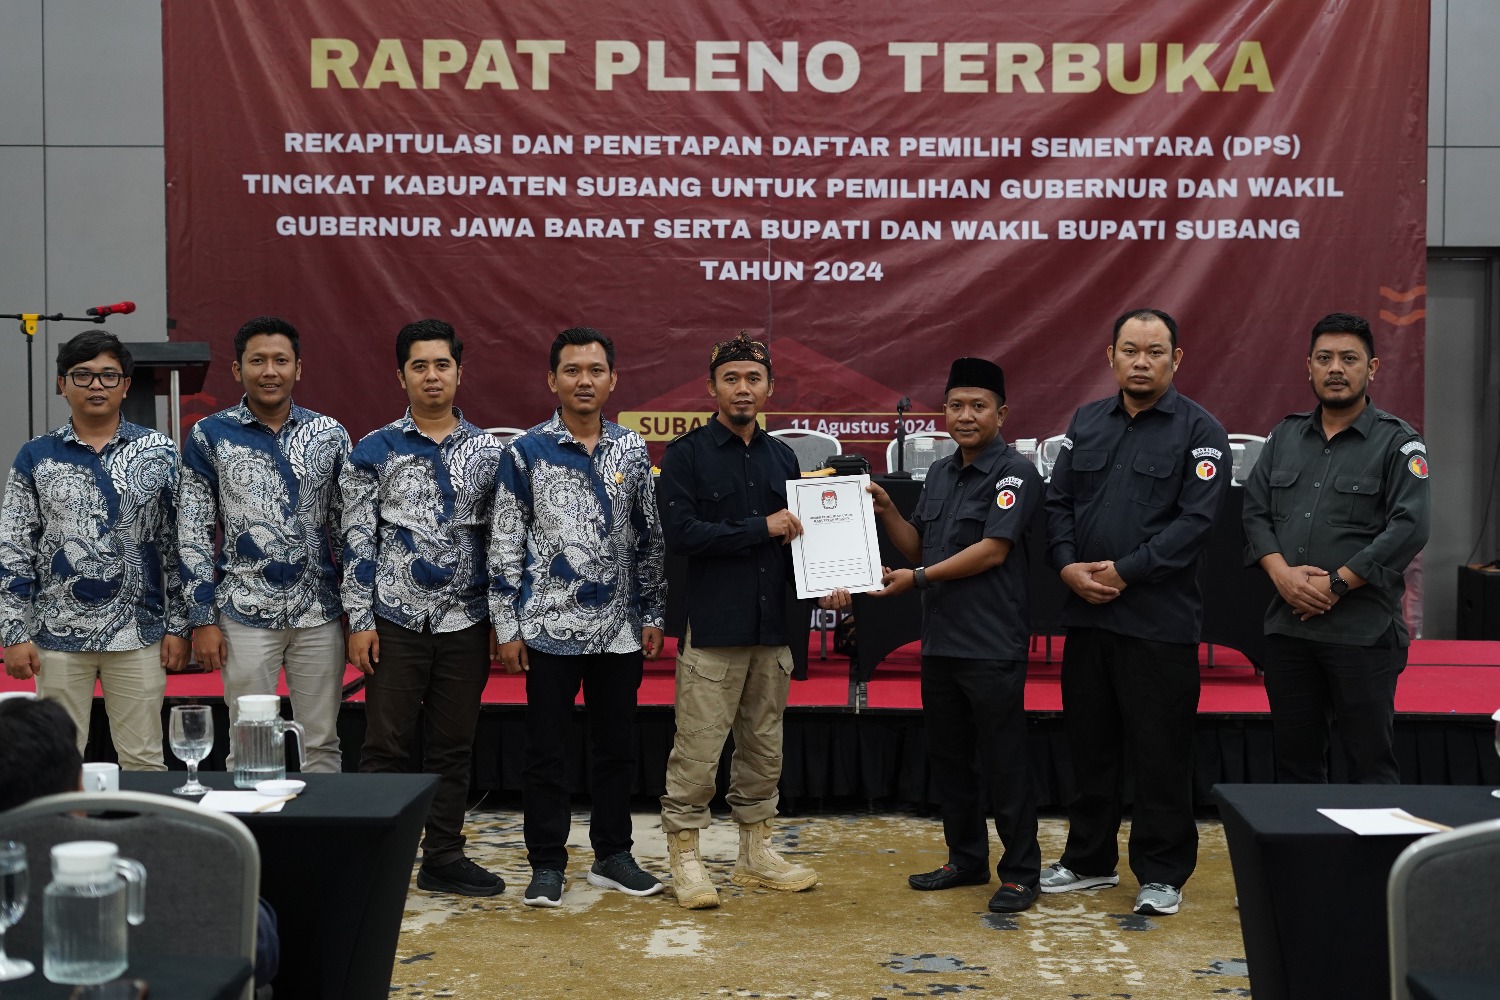 RAPAT PLENO TERBUKA
REKAPITULASI DAN PENETAPAN DAFTAR PEMILIH SEMENTARA (DPS)
TINGKAT KABUPATEN SUBANG UNTUK PEMILIHAN GUBERNUR DAN WAKIL
GUBERNUR JAWA BARAT SERTA BUPATI DAN WAKIL BUPATI SUBANG
TAHUN 2024
11 Agustus 2024